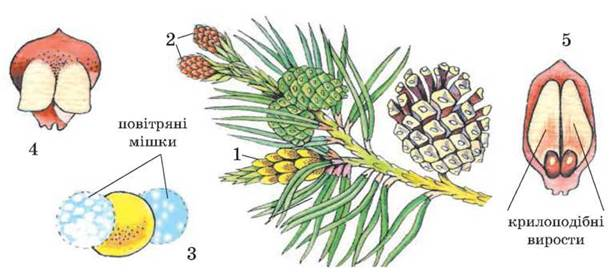 2
5
повітряні
мішки
4
1
3
крилоподібні
вирости